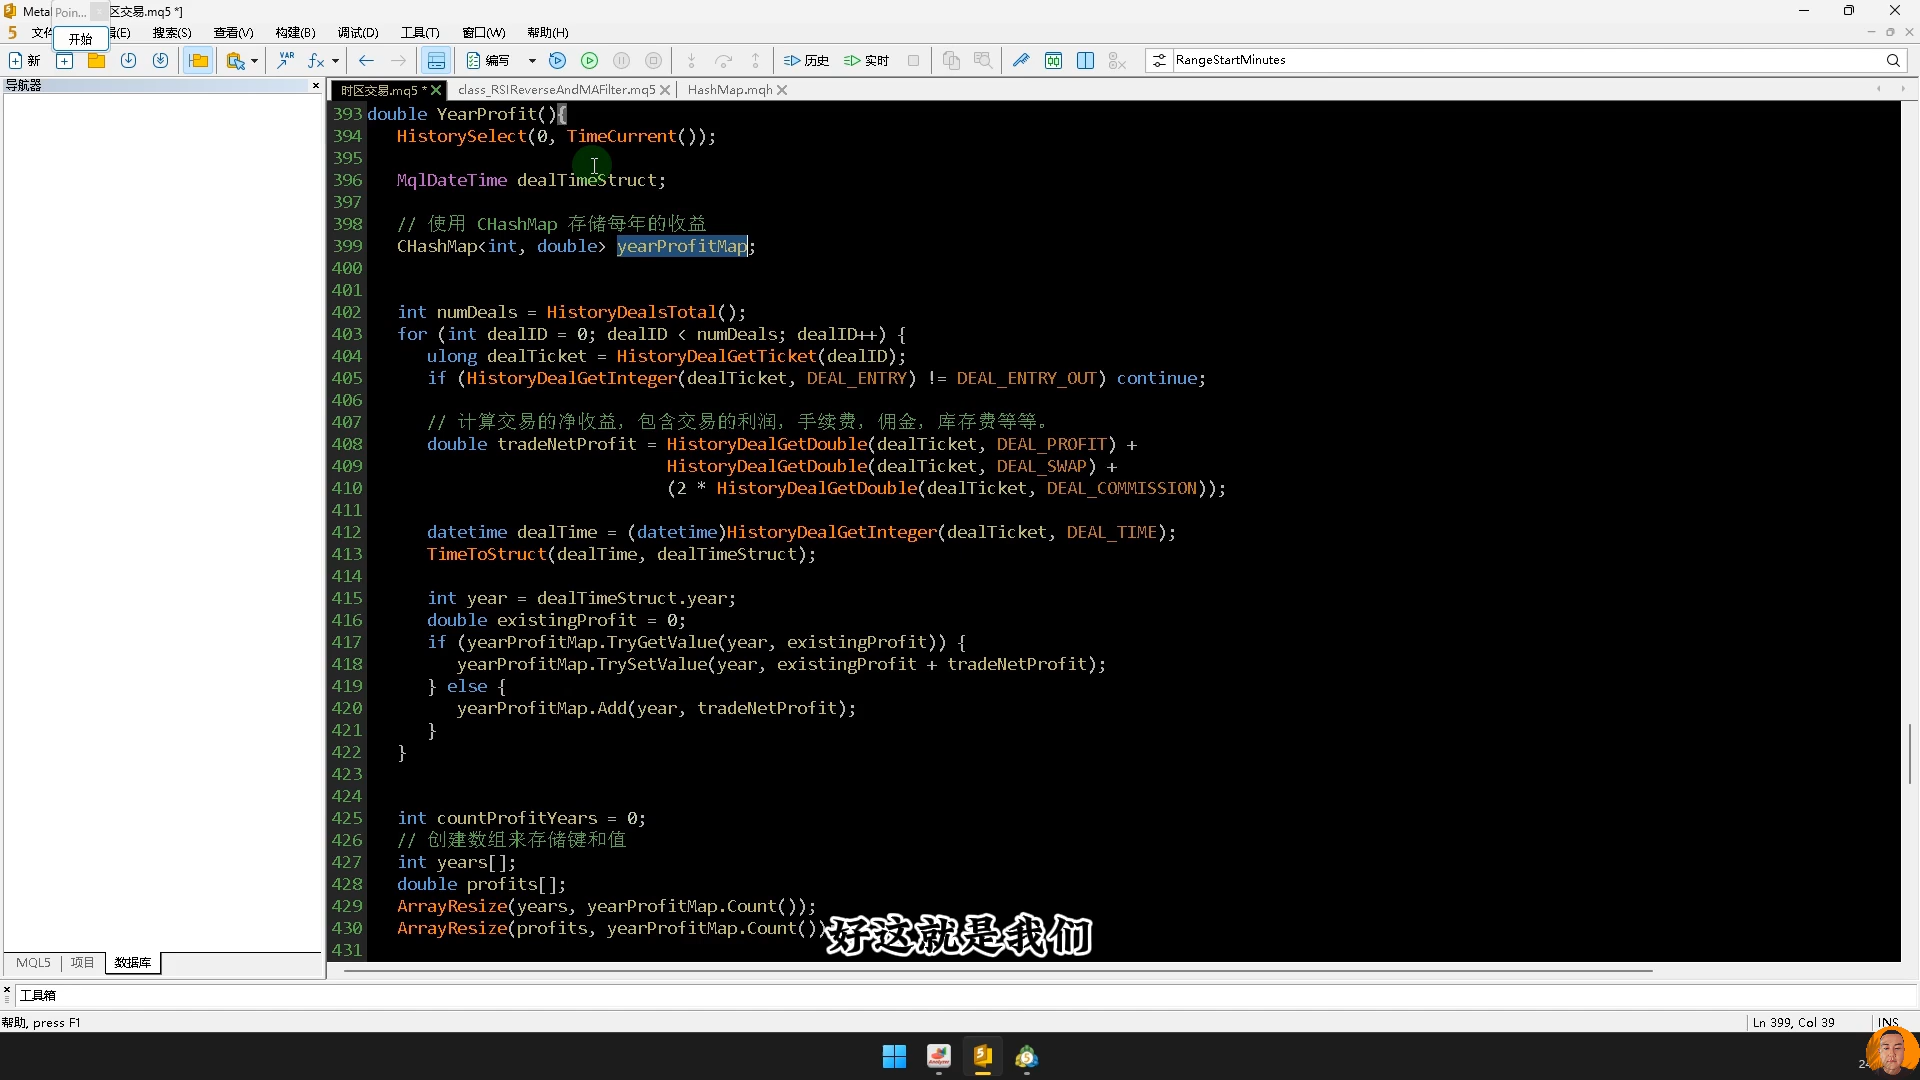 Meta
Poin...
区交易.mq5 *]
开始
文件
辑(E)
搜索(S)
查看(V)
构建(B)
调试(D)
工具(T)
窗口(W)
帮助(H)
新
编写
历史
实时
RangeStartMinutes
导航器
时区交易.mq5 *
class_RSIReverseAndMAFilter.mq5
HashMap.mqh
393 double YearProfit(){
394 HistorySelect(0, TimeCurrent());
395
396 MqlDateTime dealTimeStruct;
397
398 // 使用 CHashMap 存储每年的收益
399 CHashMap<int, double> yearProfitMap;
400
401
402 int numDeals = HistoryDealsTotal();
403 for (int dealID = 0; dealID < numDeals; dealID++) {
404 ulong dealTicket = HistoryDealGetTicket(dealID);
405 if (HistoryDealGetInteger(dealTicket, DEAL_ENTRY) != DEAL_ENTRY_OUT) continue;
406
407 // 计算交易的净收益，包含交易的利润，手续费，佣金，库存费等等。
408 double tradeNetProfit = HistoryDealGetDouble(dealTicket, DEAL_PROFIT) +
409 HistoryDealGetDouble(dealTicket, DEAL_SWAP) +
410 (2 * HistoryDealGetDouble(dealTicket, DEAL_COMMISSION));
411
412 datetime dealTime = (datetime)HistoryDealGetInteger(dealTicket, DEAL_TIME);
413 TimeToStruct(dealTime, dealTimeStruct);
414
415 int year = dealTimeStruct.year;
416 double existingProfit = 0;
417 if (yearProfitMap.TryGetValue(year, existingProfit)) {
418 yearProfitMap.TrySetValue(year, existingProfit + tradeNetProfit);
419 } else {
420 yearProfitMap.Add(year, tradeNetProfit);
421 }
422 }
423
424
425 int countProfitYears = 0;
426 // 创建数组来存储键和值
427 int years[];
428 double profits[];
429 ArrayResize(years, yearProfitMap.Count());
430 ArrayResize(profits, yearProfitMap.Count())
431
好这就是我们
MQL5
项目
数据库
工具箱
帮助, press F1
Ln 399, Col 39
INS